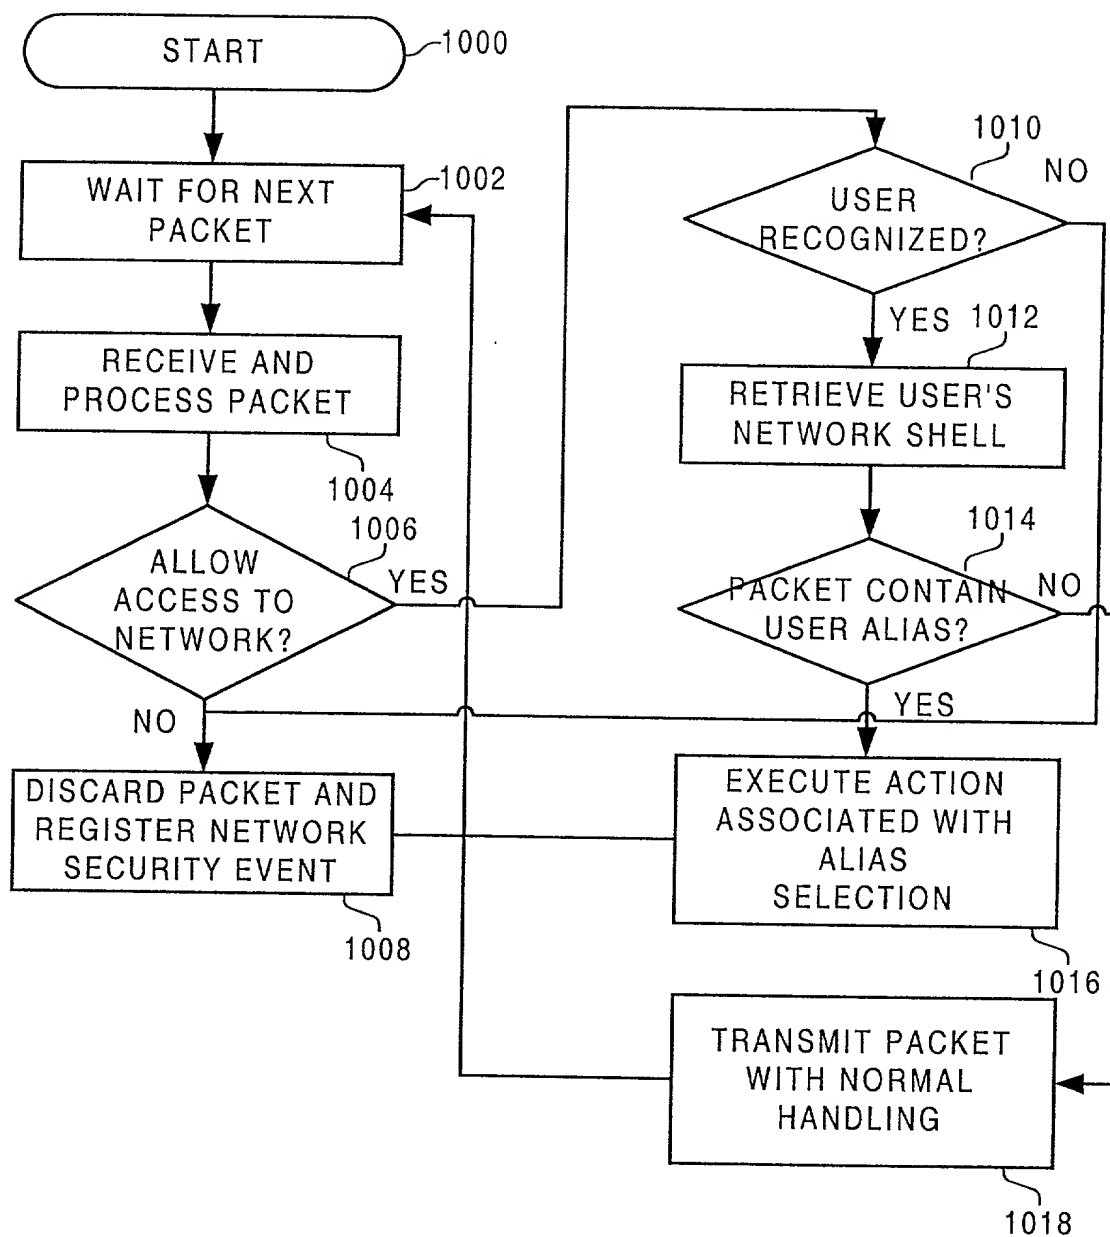 START
1000
WAIT FOR NEXT
PACKET
1002
RECEIVE AND
PROCESS PACKET
1004
ALLOW
ACCESS TO
NETWORK?
1006
YES
NO
DISCARD PACKET AND
REGISTER NETWORK
SECURITY EVENT
1008
USER
RECOGNIZED?
1010
NO
YES
1012
RETRIEVE USER'S
NETWORK SHELL
1014
PACKET CONTAIN
USER ALIAS?
NO
YES
EXECUTE ACTION
ASSOCIATED WITH
ALIAS
SELECTION
1016
TRANSMIT PACKET
WITH NORMAL
HANDLING
1018